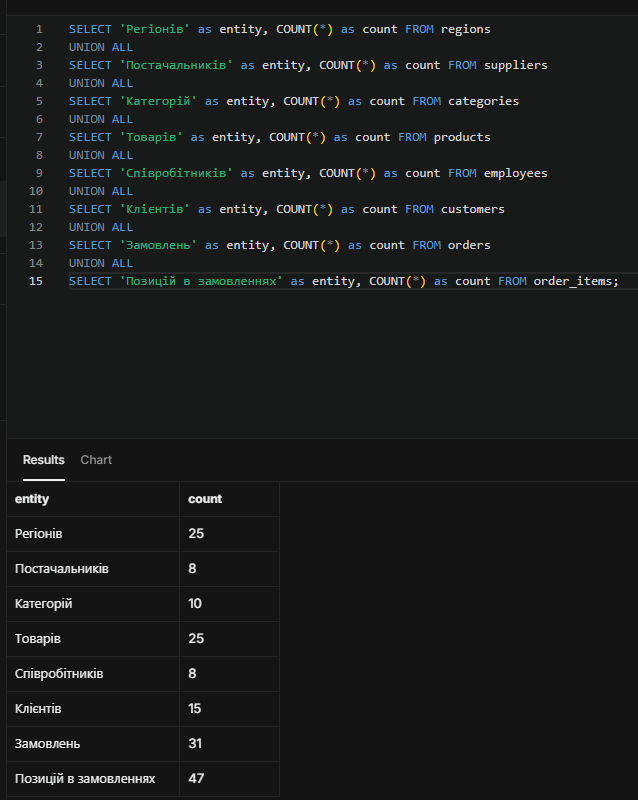 1 SELECT 'Регіонів' as entity, COUNT(*) as count FROM regions
2 UNION ALL
3 SELECT 'Постачальників' as entity, COUNT(*) as count FROM suppliers
4 UNION ALL
5 SELECT 'Категорій' as entity, COUNT(*) as count FROM categories
6 UNION ALL
7 SELECT 'Товарів' as entity, COUNT(*) as count FROM products
8 UNION ALL
9 SELECT 'Співробітників' as entity, COUNT(*) as count FROM employees
10 UNION ALL
11 SELECT 'Клієнтів' as entity, COUNT(*) as count FROM customers
12 UNION ALL
13 SELECT 'Замовлень' as entity, COUNT(*) as count FROM orders
14 UNION ALL
15 SELECT 'Позицій в замовленнях' as entity, COUNT(*) as count FROM order_items;
Results Chart
entity count
Регіонів 25
Постачальників 8
Категорій 10
Товарів 25
Співробітників 8
Клієнтів 15
Замовлень 31
Позицій в замовленнях 47